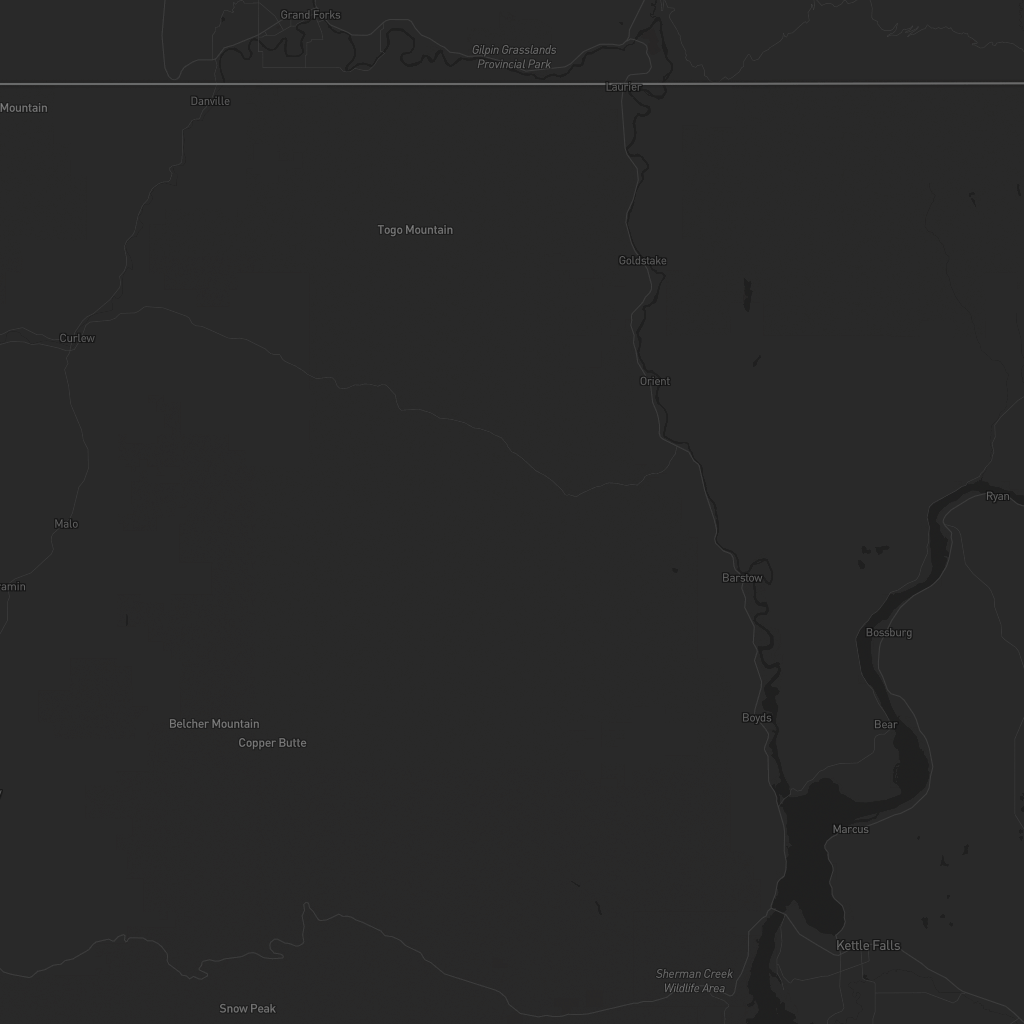 Grand Forks
Gilpin Grasslands
Provincial Park
Laurier
Danville
Mountain
Togo Mountain
Goldstake
Curlew
Orient
Ryan
Malo
Barstow
amin
Bossburg
Boyds
Belcher Mountain
Bear
Copper Butte
Marcus
Kettle Falls
Sherman Creek
Wildlife Area
Snow Peak